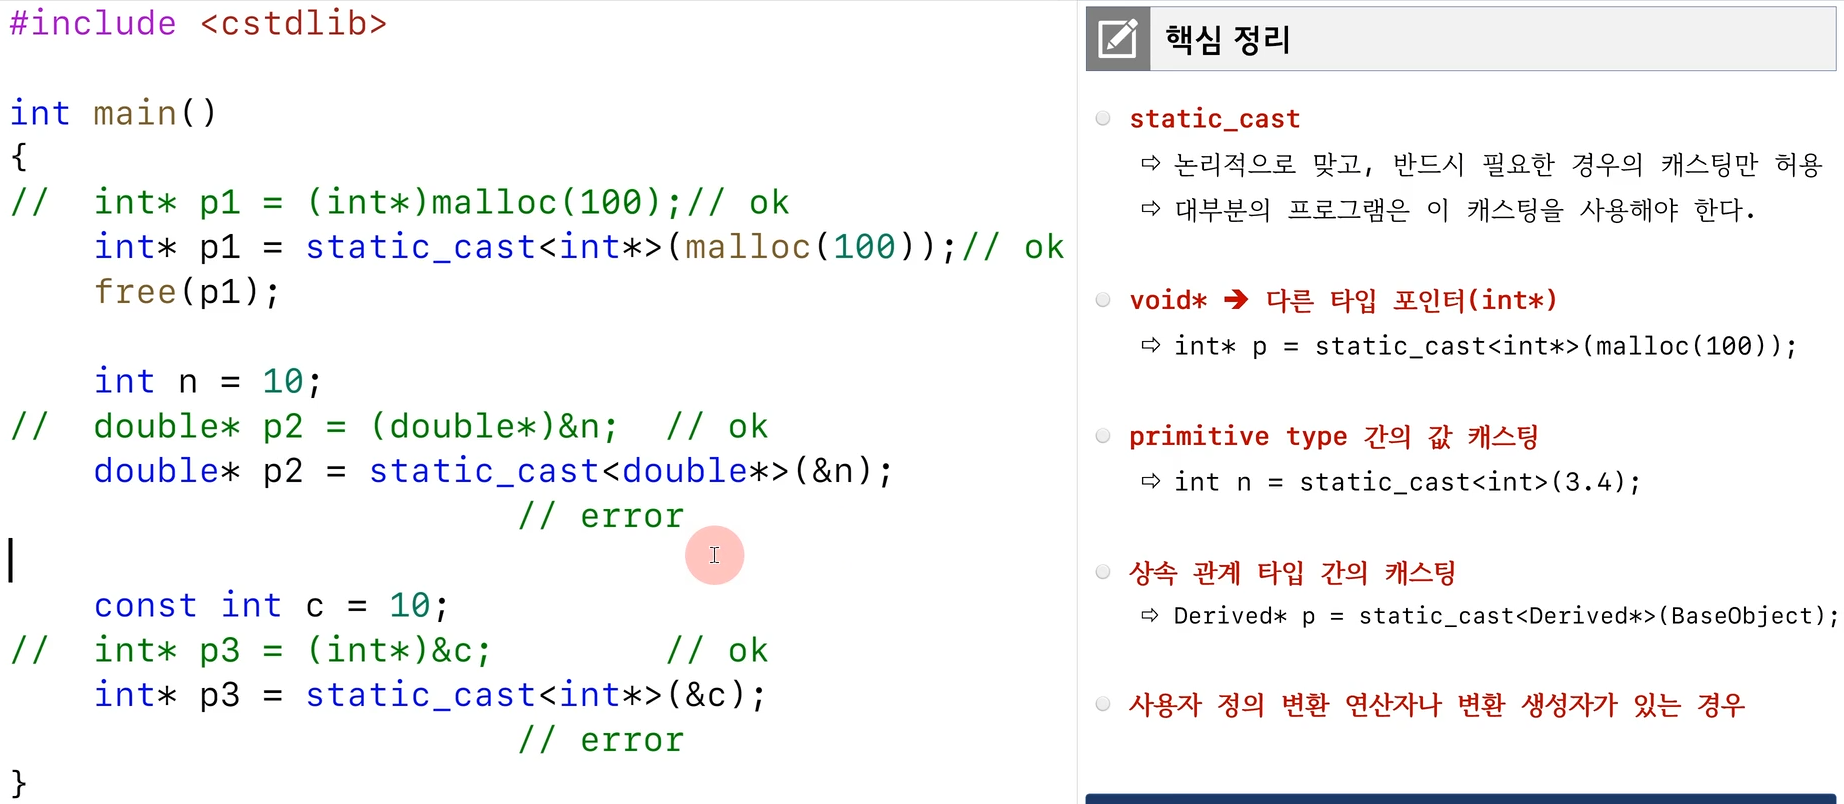 #include <cstdlib>
int main()
{
//  int* p1 = (int*)malloc(100);// ok
    int* p1 = static_cast<int*>(malloc(100));// ok
    free(p1);
    int n = 10;
//  double* p2 = (double*)&n;  // ok
    double* p2 = static_cast<double*>(&n);
                        // error
    const int c = 10;
//  int* p3 = (int*)&c;        // ok
    int* p3 = static_cast<int*>(&c);
                        // error
}
핵심 정리
static_cast
⇨ 논리적으로 맞고, 반드시 필요한 경우의 캐스팅만 허용
⇨ 대부분의 프로그램은 이 캐스팅을 사용해야 한다.
void* ➔ 다른 타입 포인터(int*)
⇨ int* p = static_cast<int*>(malloc(100));
primitive type 간의 값 캐스팅
⇨ int n = static_cast<int>(3.4);
상속 관계 타입 간의 캐스팅
⇨ Derived* p = static_cast<Derived*>(BaseObject);
사용자 정의 변환 연산자나 변환 생성자가 있는 경우